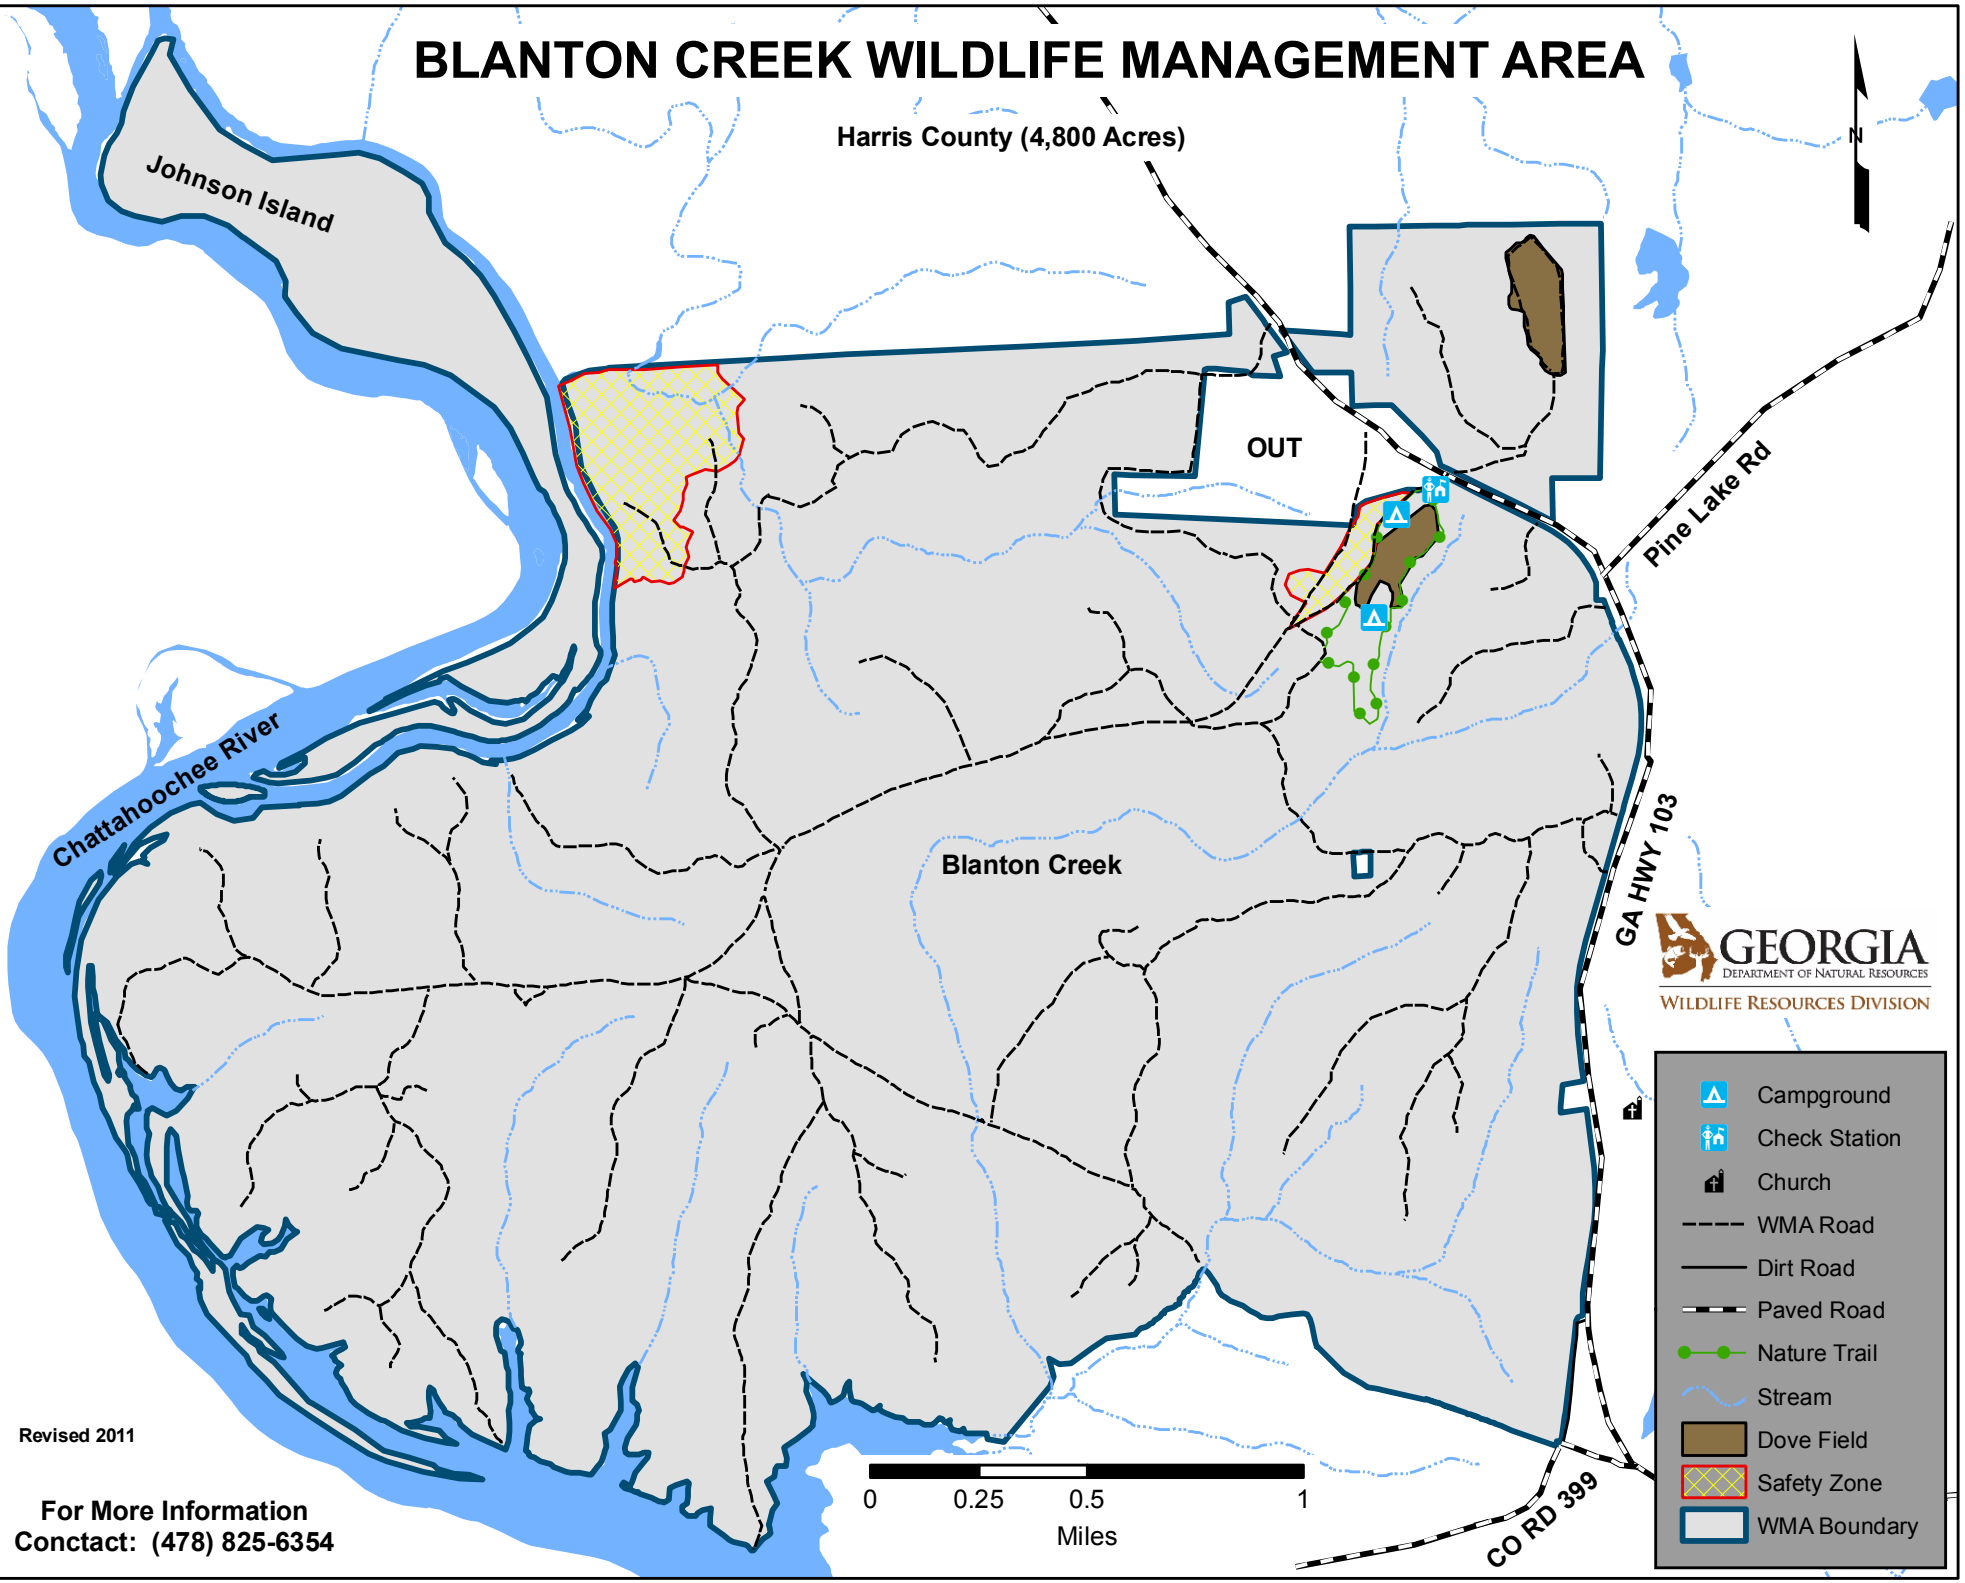 BLANTON CREEK WILDLIFE MANAGEMENT AREA
Harris County (4,800 Acres)
N
Johnson Island
OUT
Pine Lake Rd
Chattahoochee River
Blanton Creek
GA HWY 103
GEORGIA
DEPARTMENT OF NATURAL RESOURCES
WILDLIFE RESOURCES DIVISION
Campground
Check Station
Church
WMA Road
Dirt Road
Paved Road
Nature Trail
Stream
Dove Field
Safety Zone
WMA Boundary
Revised 2011
For More Information
Conctact: (478) 825-6354
0 0.25 0.5 1
Miles
CO RD 399